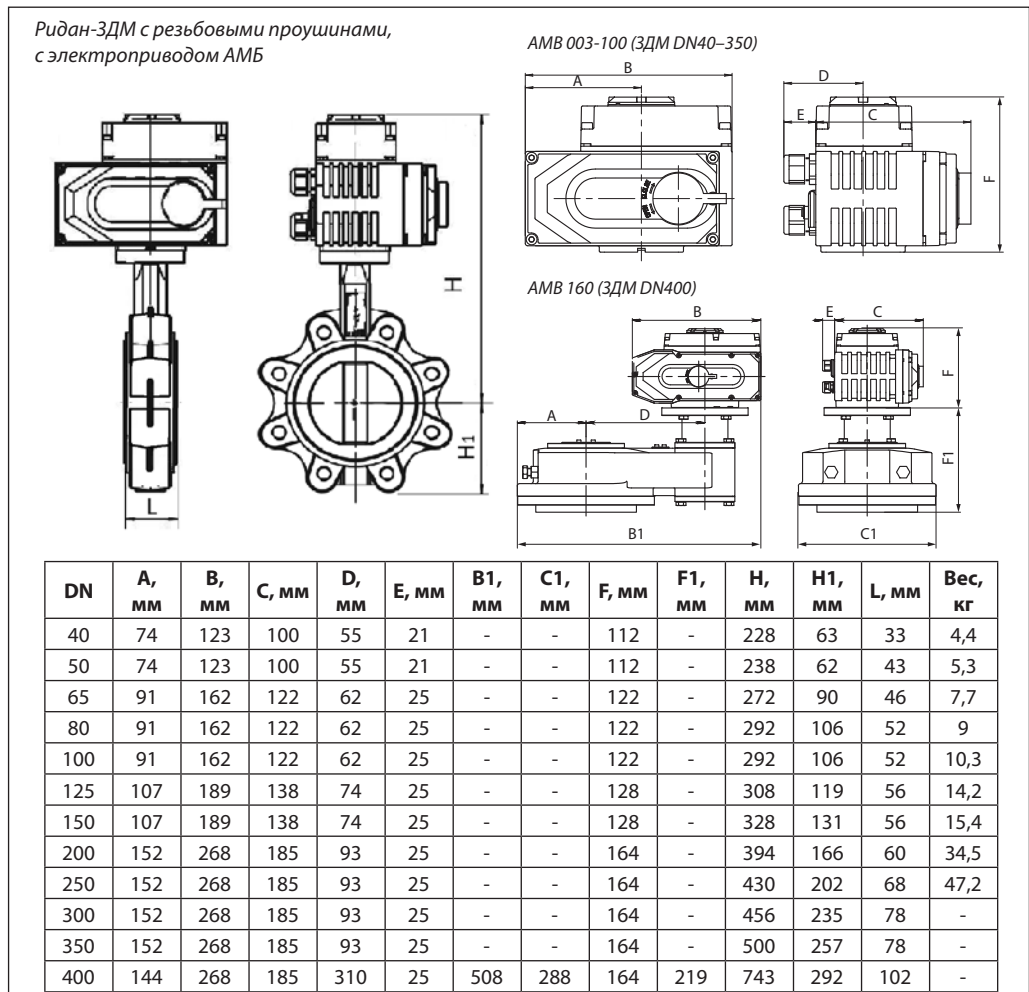 Ридан-ЗДМ с резьбовыми проушинами,
с электроприводом АМБ
АМВ 003-100 (ЗДМ DN40–350)
B
A
D
E
C
F
H
H1
L
АМВ 160 (ЗДМ DN400)
B
E
C
F
A
D
F1
B1
C1
DN | A, мм | B, мм | C, мм | D, мм | E, мм | B1, мм | C1, мм | F, мм | F1, мм | H, мм | H1, мм | L, мм | Вес, кг
40 | 74 | 123 | 100 | 55 | 21 | - | - | 112 | - | 228 | 63 | 33 | 4,4
50 | 74 | 123 | 100 | 55 | 21 | - | - | 112 | - | 238 | 62 | 43 | 5,3
65 | 91 | 162 | 122 | 62 | 25 | - | - | 122 | - | 272 | 90 | 46 | 7,7
80 | 91 | 162 | 122 | 62 | 25 | - | - | 122 | - | 292 | 106 | 52 | 9
100 | 91 | 162 | 122 | 62 | 25 | - | - | 122 | - | 292 | 106 | 52 | 10,3
125 | 107 | 189 | 138 | 74 | 25 | - | - | 128 | - | 308 | 119 | 56 | 14,2
150 | 107 | 189 | 138 | 74 | 25 | - | - | 128 | - | 328 | 131 | 56 | 15,4
200 | 152 | 268 | 185 | 93 | 25 | - | - | 164 | - | 394 | 166 | 60 | 34,5
250 | 152 | 268 | 185 | 93 | 25 | - | - | 164 | - | 430 | 202 | 68 | 47,2
300 | 152 | 268 | 185 | 93 | 25 | - | - | 164 | - | 456 | 235 | 78 | -
350 | 152 | 268 | 185 | 93 | 25 | - | - | 164 | - | 500 | 257 | 78 | -
400 | 144 | 268 | 185 | 310 | 25 | 508 | 288 | 164 | 219 | 743 | 292 | 102 | -